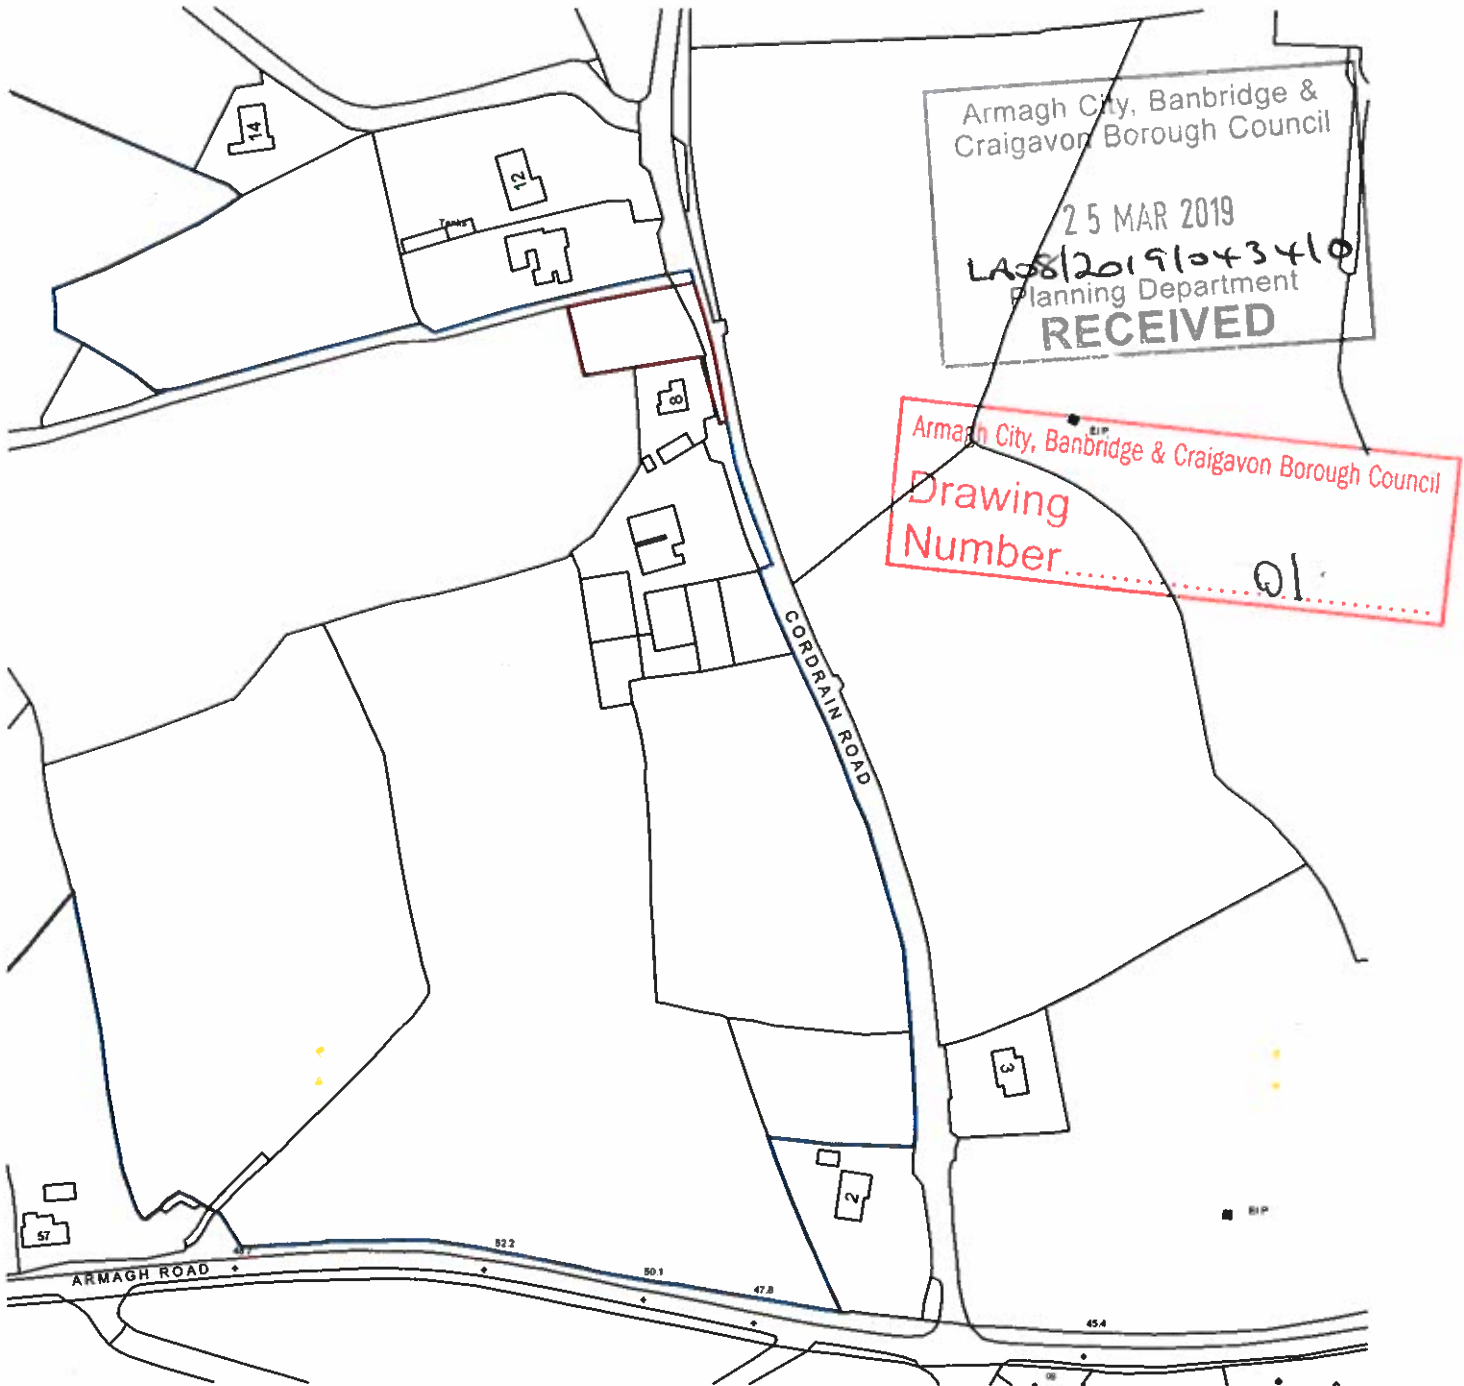 Armagh City, Banbridge &
Craigavon Borough Council
25 MAR 2019
LA08/2019/0434/O
Planning Department
RECEIVED
14
12
Tanks
8
BIP
Armagh City, Banbridge & Craigavon Borough Council
Drawing
Number.......... 01
CORDRAIN ROAD
3
2
BIP
57
52.2
50.1
47.8
45.4
ARMAGH ROAD